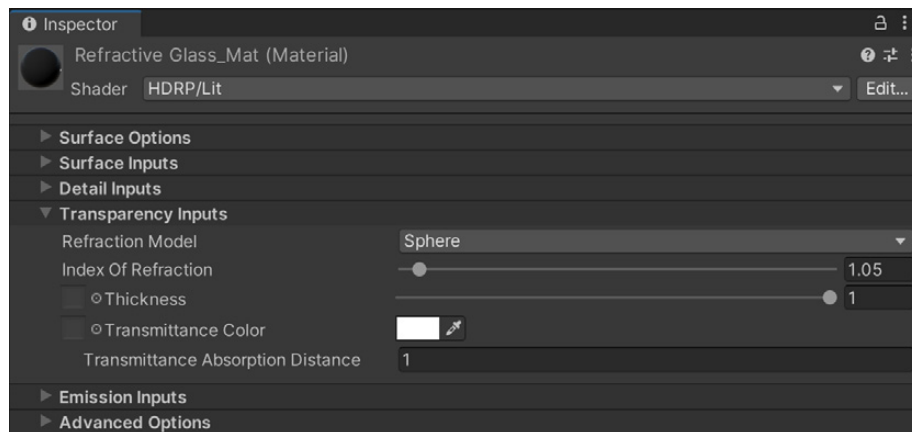 Inspector
Refractive Glass_Mat (Material)
Shader HDRP/Lit Edit...
Surface Options
Surface Inputs
Detail Inputs
Transparency Inputs
Refraction Model Sphere
Index Of Refraction 1.05
Thickness 1
Transmittance Color
Transmittance Absorption Distance 1
Emission Inputs
Advanced Options